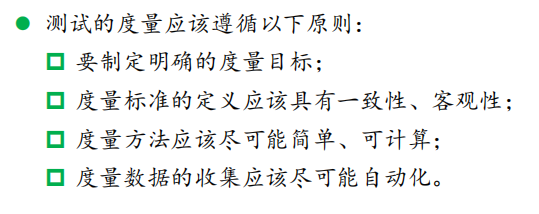 测试的度量应该遵循以下原则：
要制定明确的度量目标；
度量标准的定义应该具有一致性、客观性；
度量方法应该尽可能简单、可计算；
度量数据的收集应该尽可能自动化。